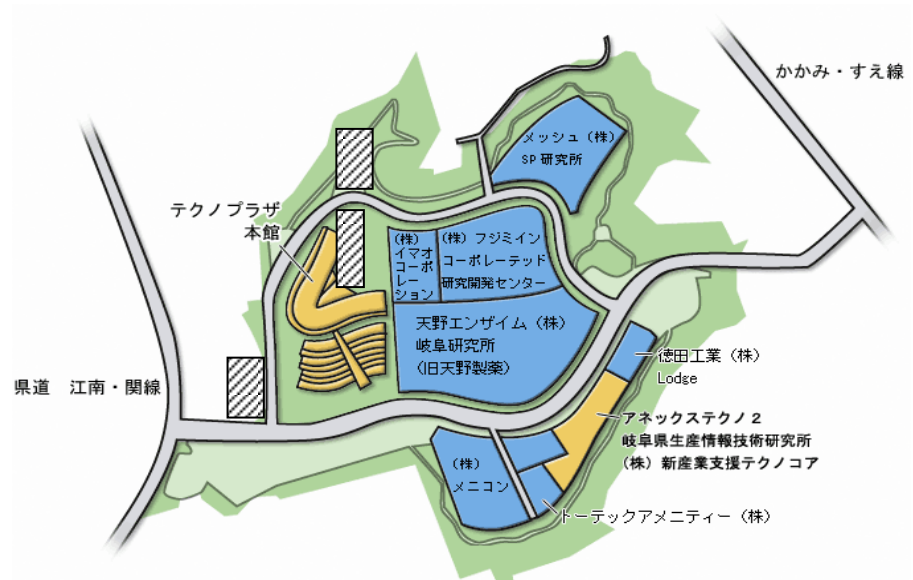 かかみ・すえ線
メッシュ（株）
SP 研究所
テクノプラザ
本館
（株）
イマオ
コーポ
レー
ション
（株）フジミイン
コーポレーテッド
研究開発センター
天野エンザイム（株）
岐阜研究所
（旧天野製薬）
徳田工業（株）
Lodge
県道　江南・関線
アネックステクノ２
岐阜県生産情報技術研究所
（株）新産業支援テクノコア
（株）
メニコン
トーテックアメニティー（株）